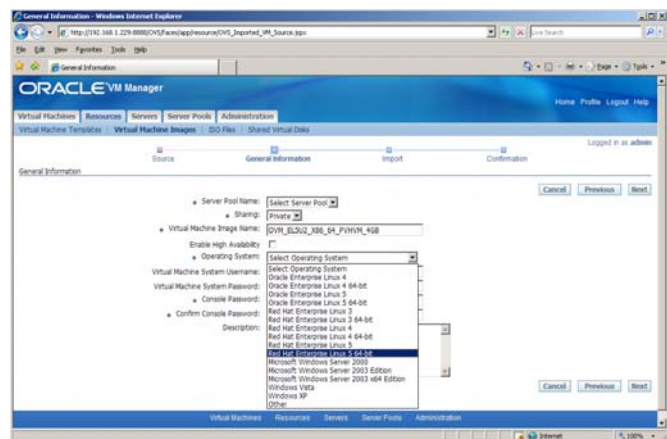 General Information - Windows Internet Explorer
http://192.168.1.229:8888/OVS/faces/app/resource/OVS_Imported_VM_Source.jspx
Live Search
File Edit View Favorites Tools Help
General Information
Page Tools
ORACLE VM Manager
Home Profile Logout Help
Virtual Machines Resources Servers Server Pools Administration
Virtual Machine Templates Virtual Machine Images ISO Files Shared Virtual Disks
Logged in as admin
Source General Information Import Confirmation
General Information
Cancel Previous Next
Server Pool Name: Select Server Pool
Sharing: Private
Virtual Machine Image Name: OVM_EL5U2_X86_64_PVHVM_4GB
Enable High Availability
Operating System: Select Operating System
Virtual Machine System Username:
Virtual Machine System Password:
Console Password:
Confirm Console Password:
Description:
Select Operating System
Oracle Enterprise Linux 4
Oracle Enterprise Linux 4 64-bit
Oracle Enterprise Linux 5
Oracle Enterprise Linux 5 64-bit
Red Hat Enterprise Linux 3
Red Hat Enterprise Linux 3 64-bit
Red Hat Enterprise Linux 4
Red Hat Enterprise Linux 4 64-bit
Red Hat Enterprise Linux 5
Red Hat Enterprise Linux 5 64-bit
Microsoft Windows Server 2000
Microsoft Windows Server 2003 Edition
Microsoft Windows Server 2003 x64 Edition
Windows Vista
Windows XP
Other
Cancel Previous Next
Virtual Machines Resources Servers Server Pools Administration
Internet 100%